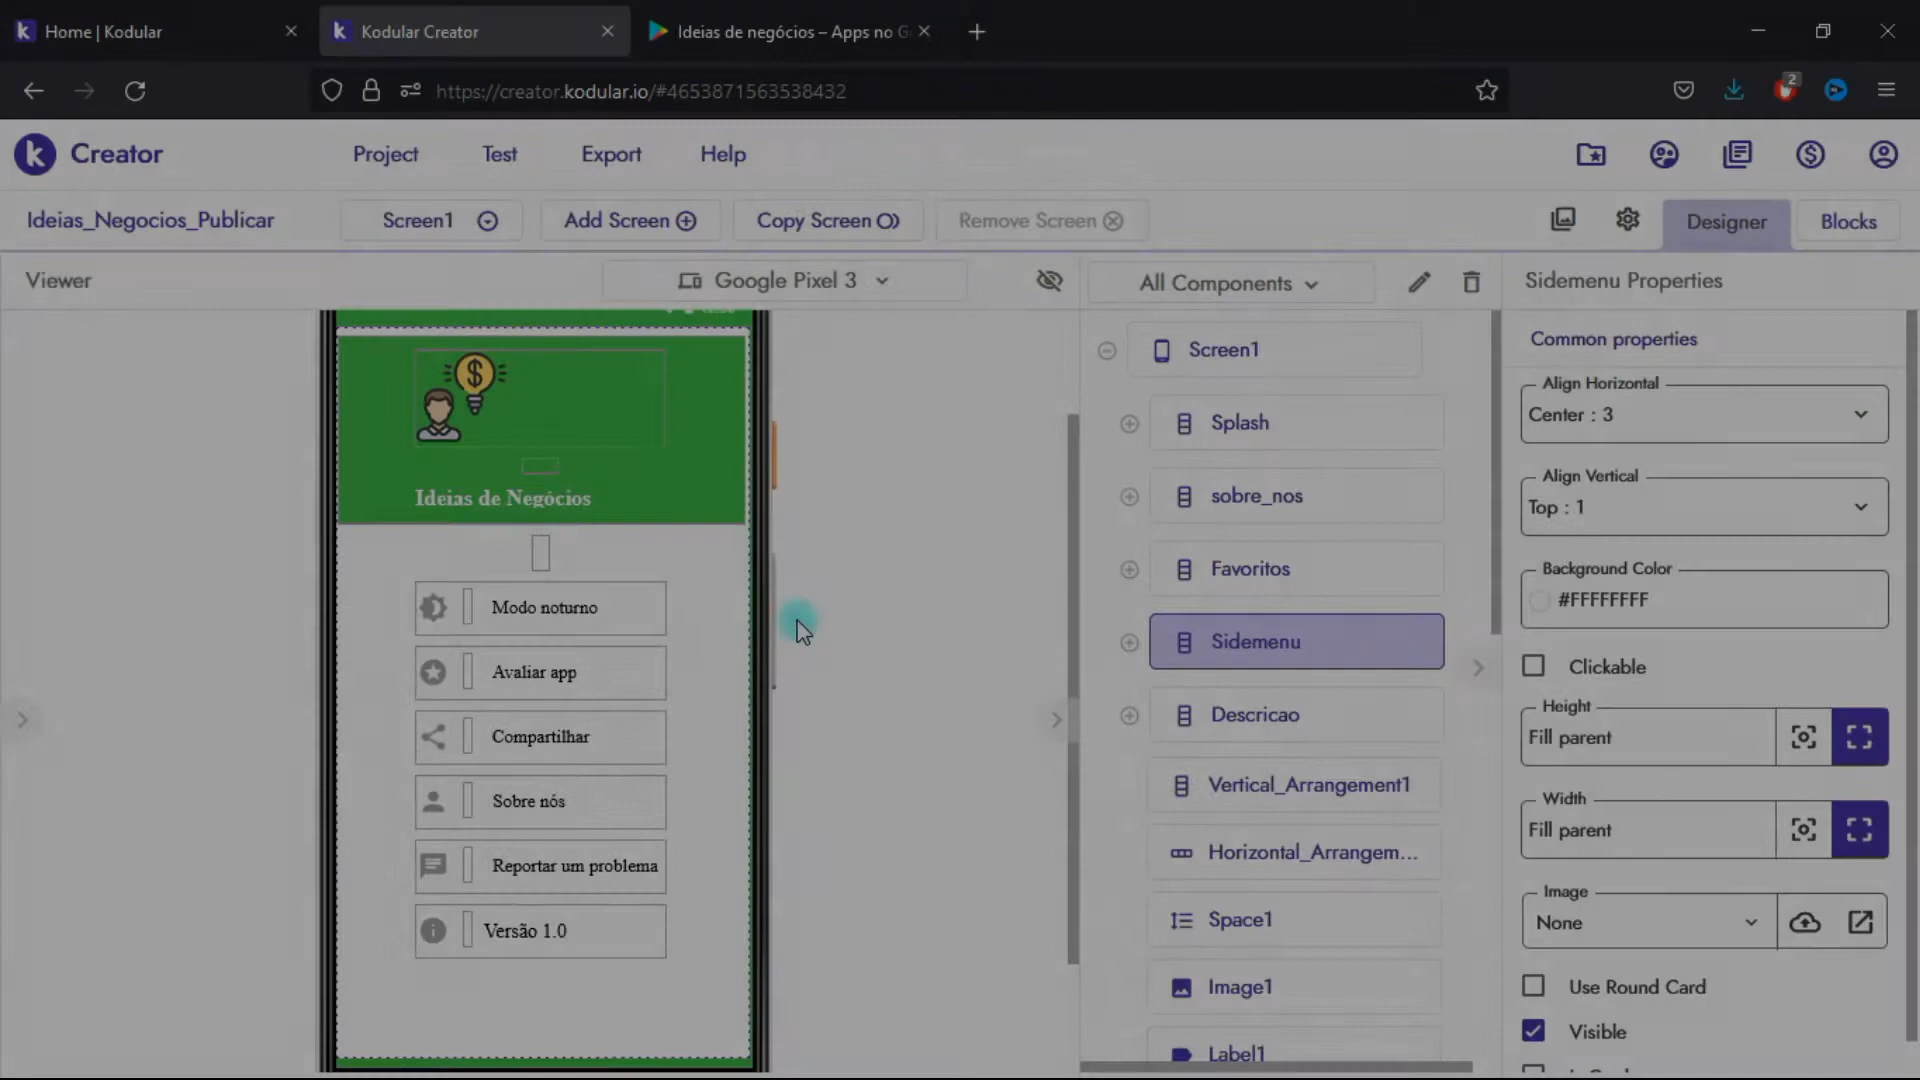 Home | Kodular
Kodular Creator
Ideias de negócios – Apps no G
2
https://creator.kodular.io/#4653871563538432
Creator
Project
Test
Export
Help
Ideias_Negocios_Publicar
Screen1
Add Screen
Copy Screen
Remove Screen
Designer
Blocks
Viewer
Google Pixel 3
All Components
Sidemenu Properties
Ideias de Negócios
Modo noturno
Avaliar app
Compartilhar
Sobre nós
Reportar um problema
Versão 1.0
Screen1
Splash
sobre_nos
Favoritos
Sidemenu
Descricao
Vertical_Arrangement1
Horizontal_Arrangem...
Space1
Image1
Label1
Common properties
Align Horizontal
Center : 3
Align Vertical
Top : 1
Background Color
#FFFFFFFF
Clickable
Height
Fill parent
Width
Fill parent
Image
None
Use Round Card
Visible